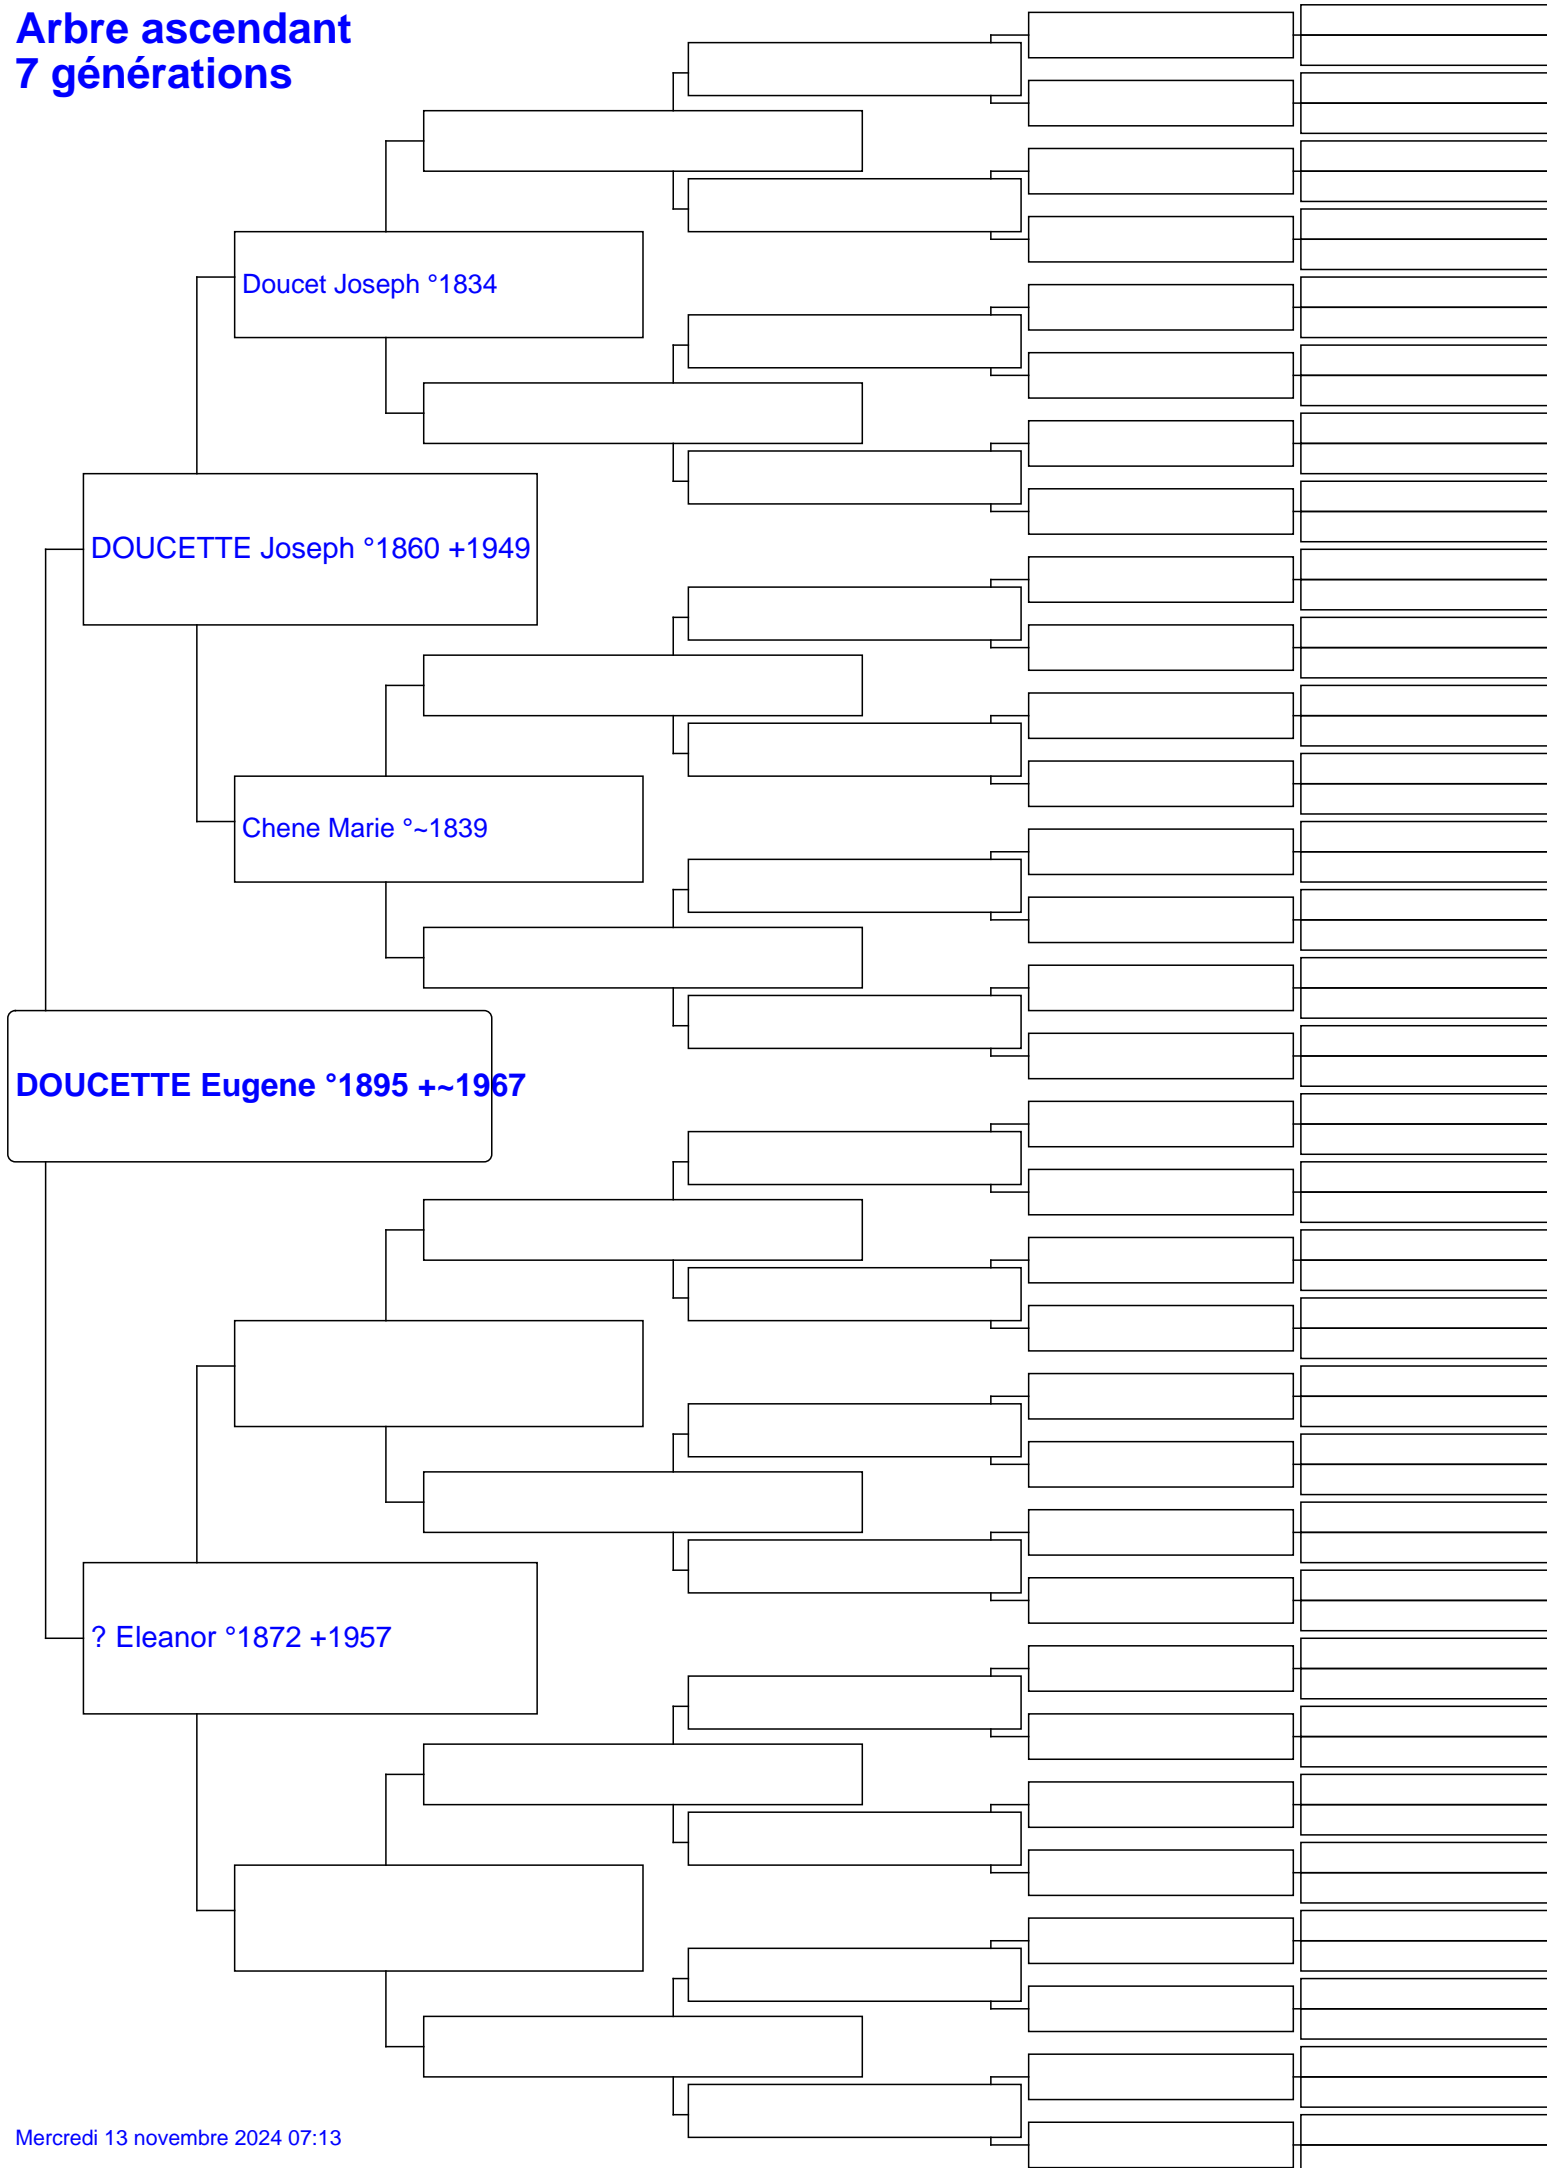 Arbre ascendant
7 générations
Doucet Joseph °1834
DOUCETTE Joseph °1860 +1949
Chene Marie °~1839
DOUCETTE Eugene °1895 +~1967
? Eleanor °1872 +1957
Mercredi 13 novembre 2024 07:13